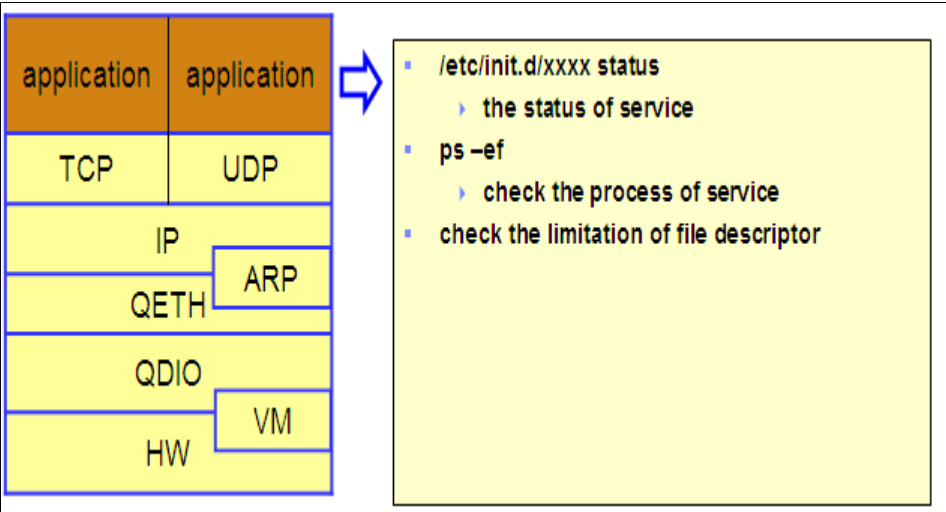 application application
TCP UDP
IP
ARP
QETH
QDIO
VM
HW
/etc/init.d/xxxx status
the status of service
ps –ef
check the process of service
check the limitation of file descriptor